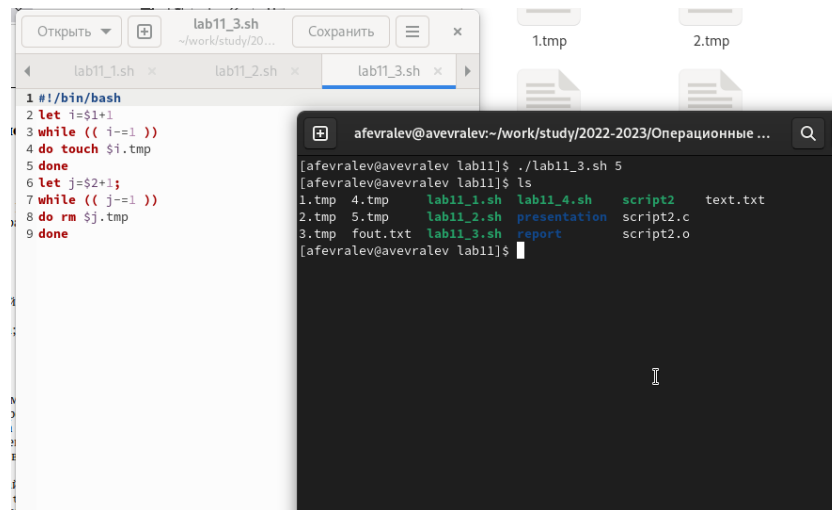 Открыть
lab11_3.sh
~/work/study/20...
Сохранить
lab11_1.sh
lab11_2.sh
lab11_3.sh
1 #!/bin/bash
2 let i=$1+1
3 while (( i-=1 ))
4 do touch $i.tmp
5 done
6 let j=$2+1;
7 while (( j-=1 ))
8 do rm $j.tmp
9 done
1.tmp 2.tmp
afevralev@avevralev:~/work/study/2022-2023/Операционные ...
[afevralev@avevralev lab11]$ ./lab11_3.sh 5
[afevralev@avevralev lab11]$ ls
1.tmp 4.tmp lab11_1.sh lab11_4.sh script2 text.txt
2.tmp 5.tmp lab11_2.sh presentation script2.c
3.tmp fout.txt lab11_3.sh report script2.o
[afevralev@avevralev lab11]$